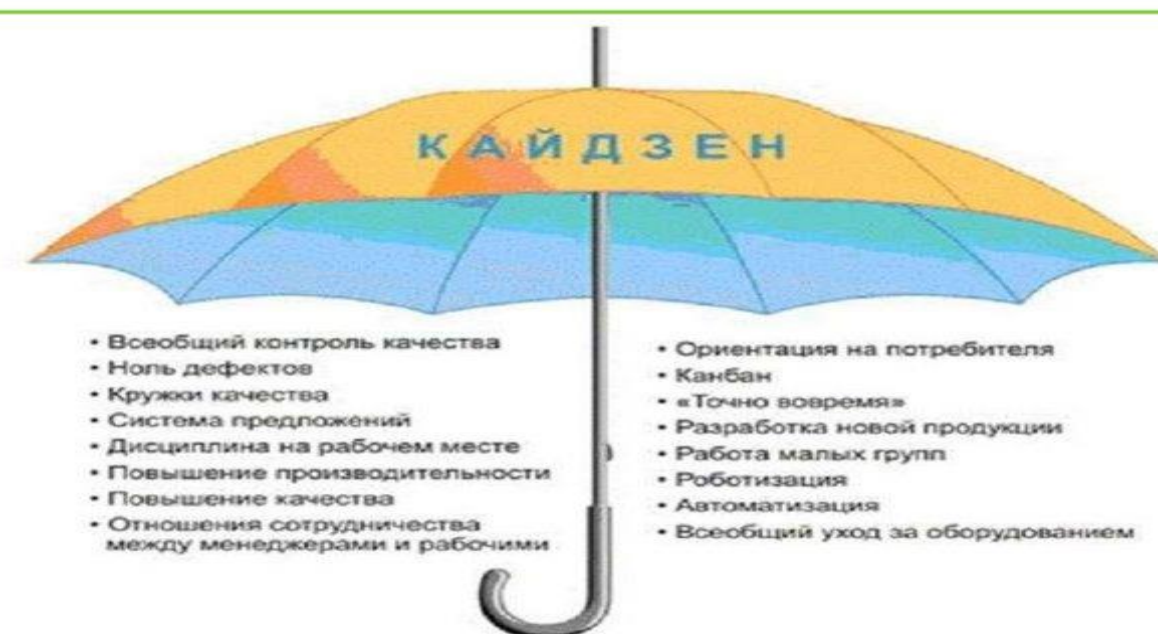 КАЙДЗЕН
• Всеобщий контроль качества
• Ноль дефектов
• Кружки качества
• Система предложений
• Дисциплина на рабочем месте
• Повышение производительности
• Повышение качества
• Отношения сотрудничества
между менеджерами и рабочими
• Ориентация на потребителя
• Канбан
• «Точно вовремя»
• Разработка новой продукции
• Работа малых групп
• Роботизация
• Автоматизация
• Всеобщий уход за оборудованием